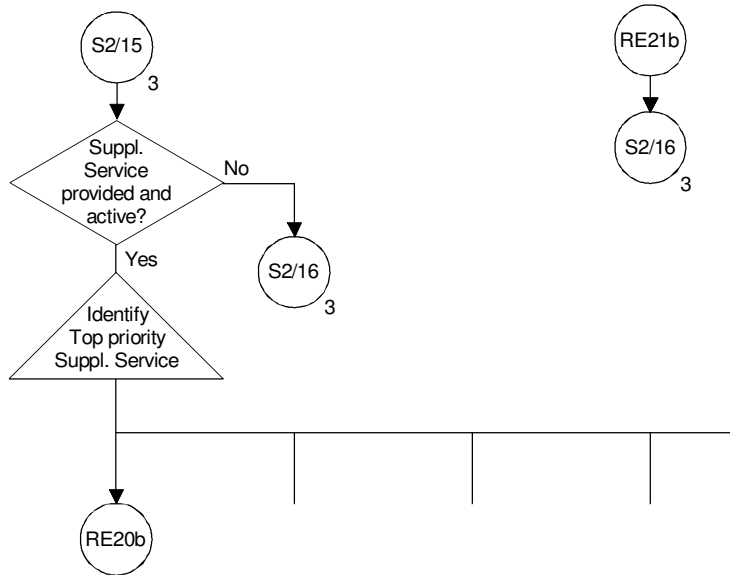 S2/15
3
Suppl.
Service
provided and
active?
No
S2/16
3
Yes
Identify
Top priority
Suppl. Service
RE20b
RE21b
S2/16
3